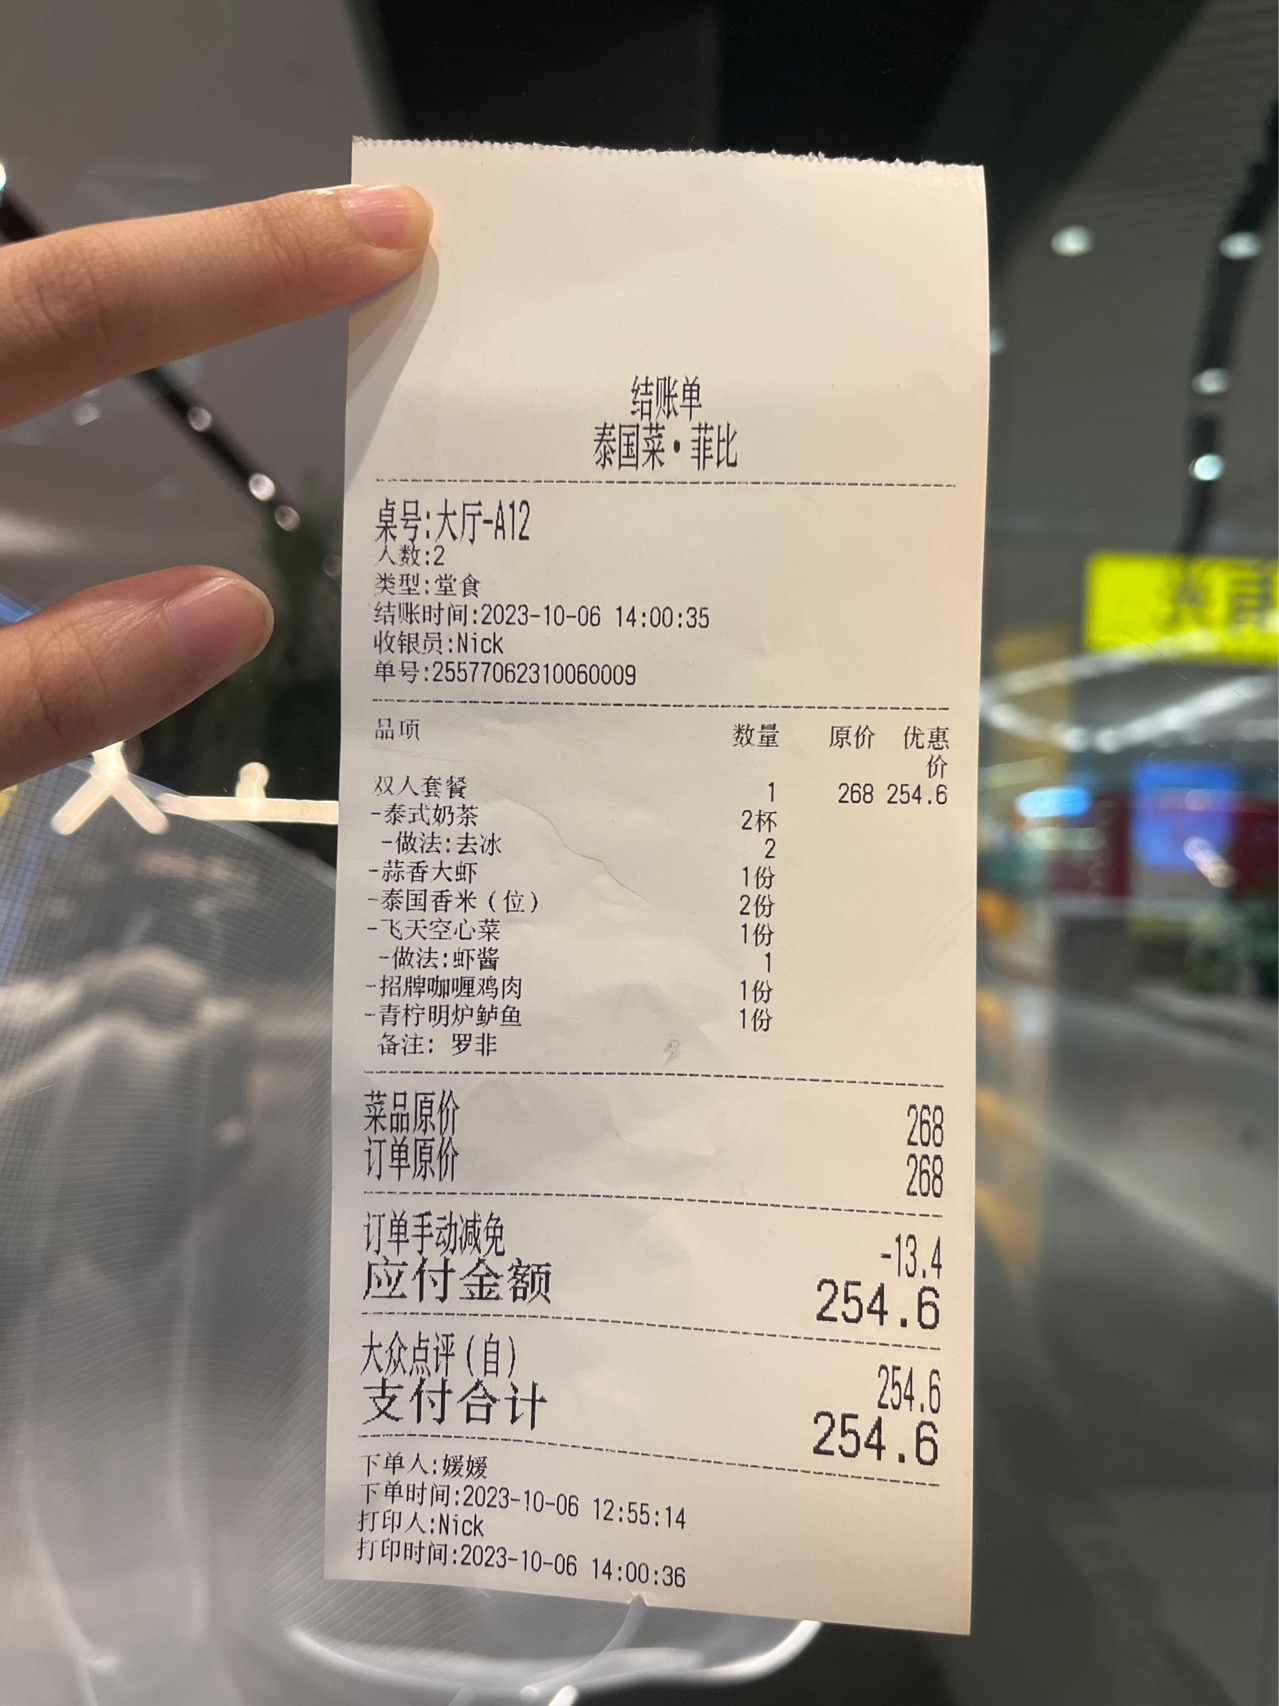 结账单
泰国菜·菲比
桌号:大厅-A12
人数:2
类型:堂食
结账时间:2023-10-06 14:00:35
收银员:Nick
单号:25577062310060009
品项 数量 原价 优惠价
双人套餐 1 268 254.6
-泰式奶茶 2杯
-做法:去冰 2
-蒜香大虾 1份
-泰国香米(位) 2份
-飞天空心菜 1份
-做法:虾酱 1
-招牌咖喱鸡肉 1份
-青柠明炉鲈鱼 1份
备注: 罗非
菜品原价 268
订单原价 268
订单手动减免 -13.4
应付金额 254.6
大众点评(自) 254.6
支付合计 254.6
下单人:媛媛
下单时间:2023-10-06 12:55:14
打印人:Nick
打印时间:2023-10-06 14:00:36